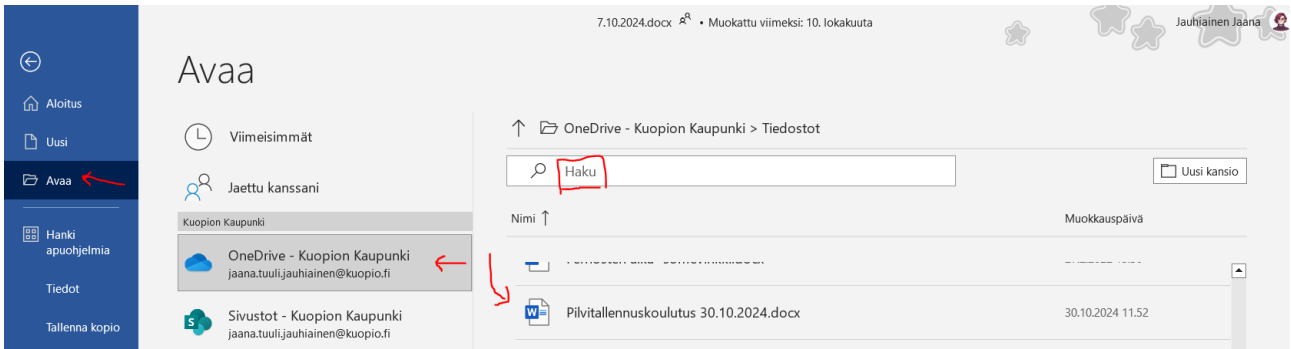 7.10.2024.docx • Muokattu viimeksi: 10. lokakuuta
Jauhiainen Jaana
Avaa
Aloitus
Uusi
Avaa
Hanki
apuohjelmia
Tiedot
Tallenna kopio
Viimeisimmät
Jaettu kanssani
Kuopion Kaupunki
OneDrive - Kuopion Kaupunki
jaana.tuuli.jauhiainen@kuopio.fi
Sivustot - Kuopion Kaupunki
jaana.tuuli.jauhiainen@kuopio.fi
OneDrive - Kuopion Kaupunki > Tiedostot
Haku
Uusi kansio
Nimi ↑
Muokkauspäivä
Pilvitallennuskoulutus 30.10.2024.docx
30.10.2024 11.52